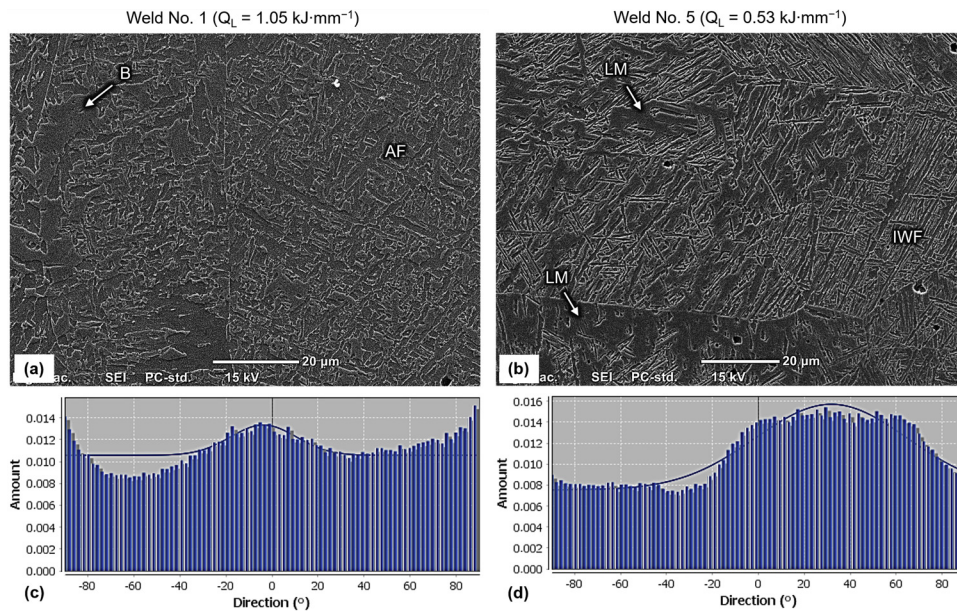 Weld No. 1 (Q_L = 1.05 kJ·mm⁻¹)
Weld No. 5 (Q_L = 0.53 kJ·mm⁻¹)
B
AF
(a)
ac.
SEI
PC-std.
15 kV
20 μm
LM
IWF
LM
(b)
ac.
SEI
PC-std.
15 kV
20 μm
0.014
0.012
0.010
0.008
0.006
0.004
0.002
0.000
Amount
-80 -60 -40 -20 0 20 40 60 80
Direction (°)
(c)
0.016
0.014
0.012
0.010
0.008
0.006
0.004
0.002
0.000
Amount
-80 -60 -40 -20 0 20 40 60 80
Direction (°)
(d)